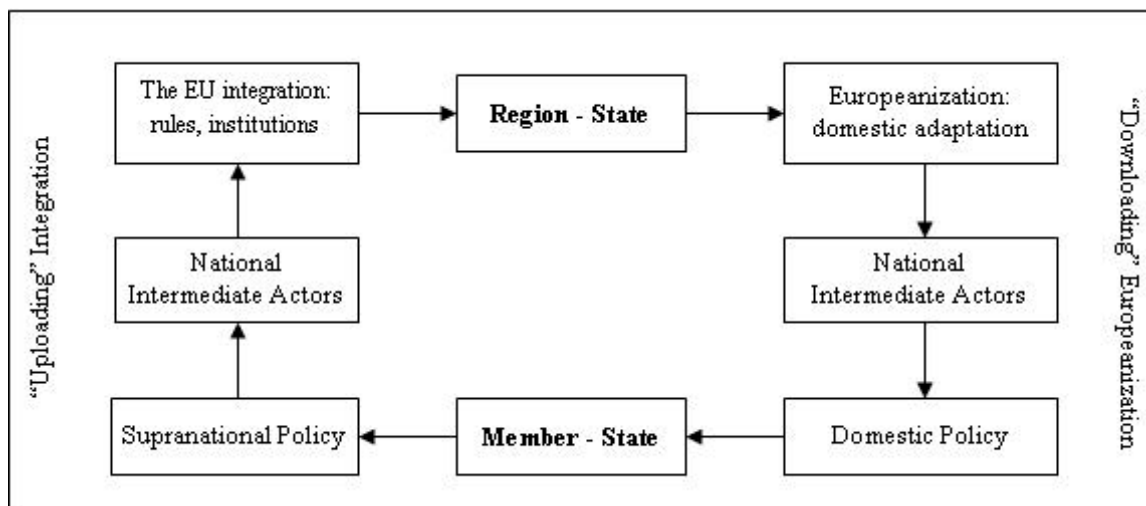 The EU integration:
rules, institutions
Region - State
Europeanization:
domestic adaptation
"Uploading" Integration
National
Intermediate Actors
National
Intermediate Actors
“Downloading” Europeanization
Supranational Policy
Member - State
Domestic Policy